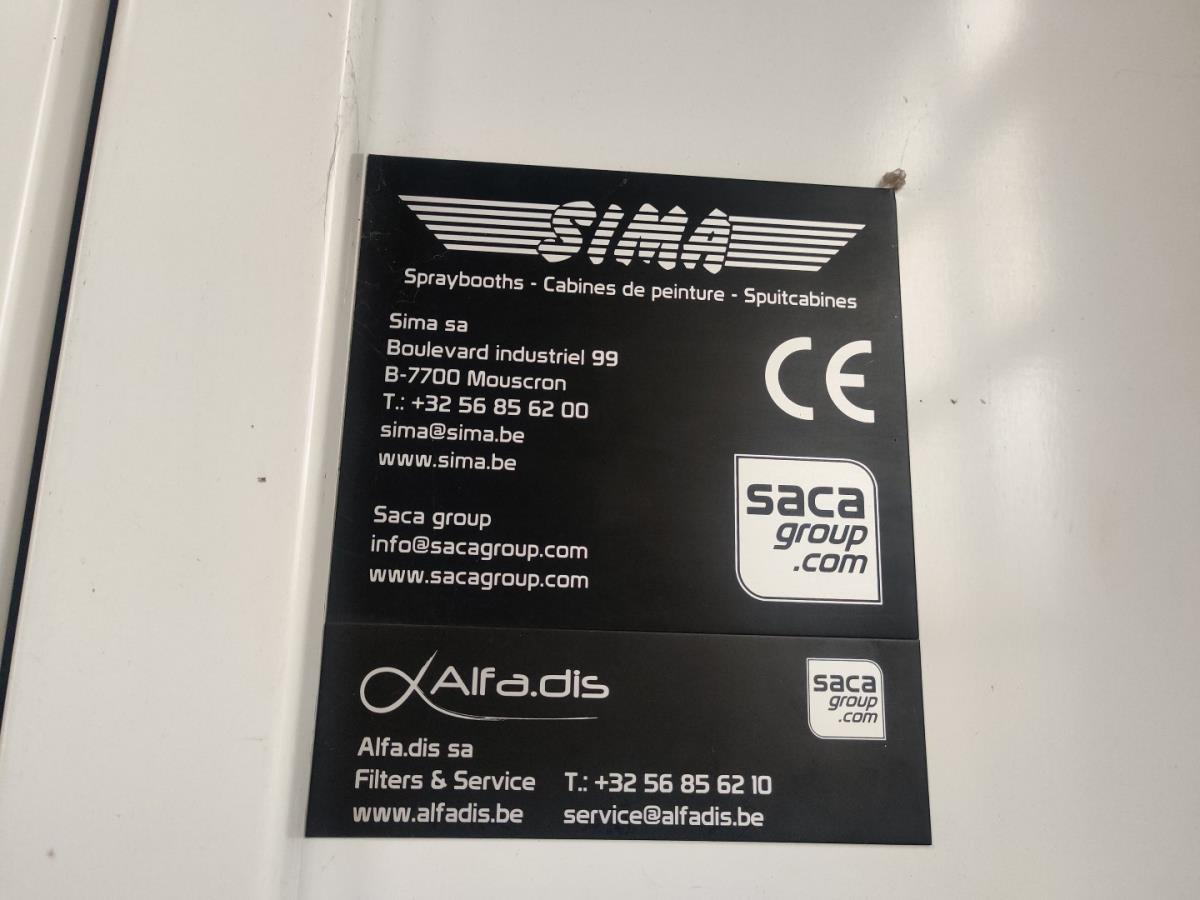 SIMA
Spraybooths - Cabines de peinture - Spuitcabines
Sima sa
Boulevard industriel 99
B-7700 Mouscron
T.: +32 56 85 62 00
sima@sima.be
www.sima.be
CE
Saca group
info@sacagroup.com
www.sacagroup.com
saca
group
.com
Alfa.dis
saca
group
.com
Alfa.dis sa
Filters & Service T.: +32 56 85 62 10
www.alfadis.be service@alfadis.be